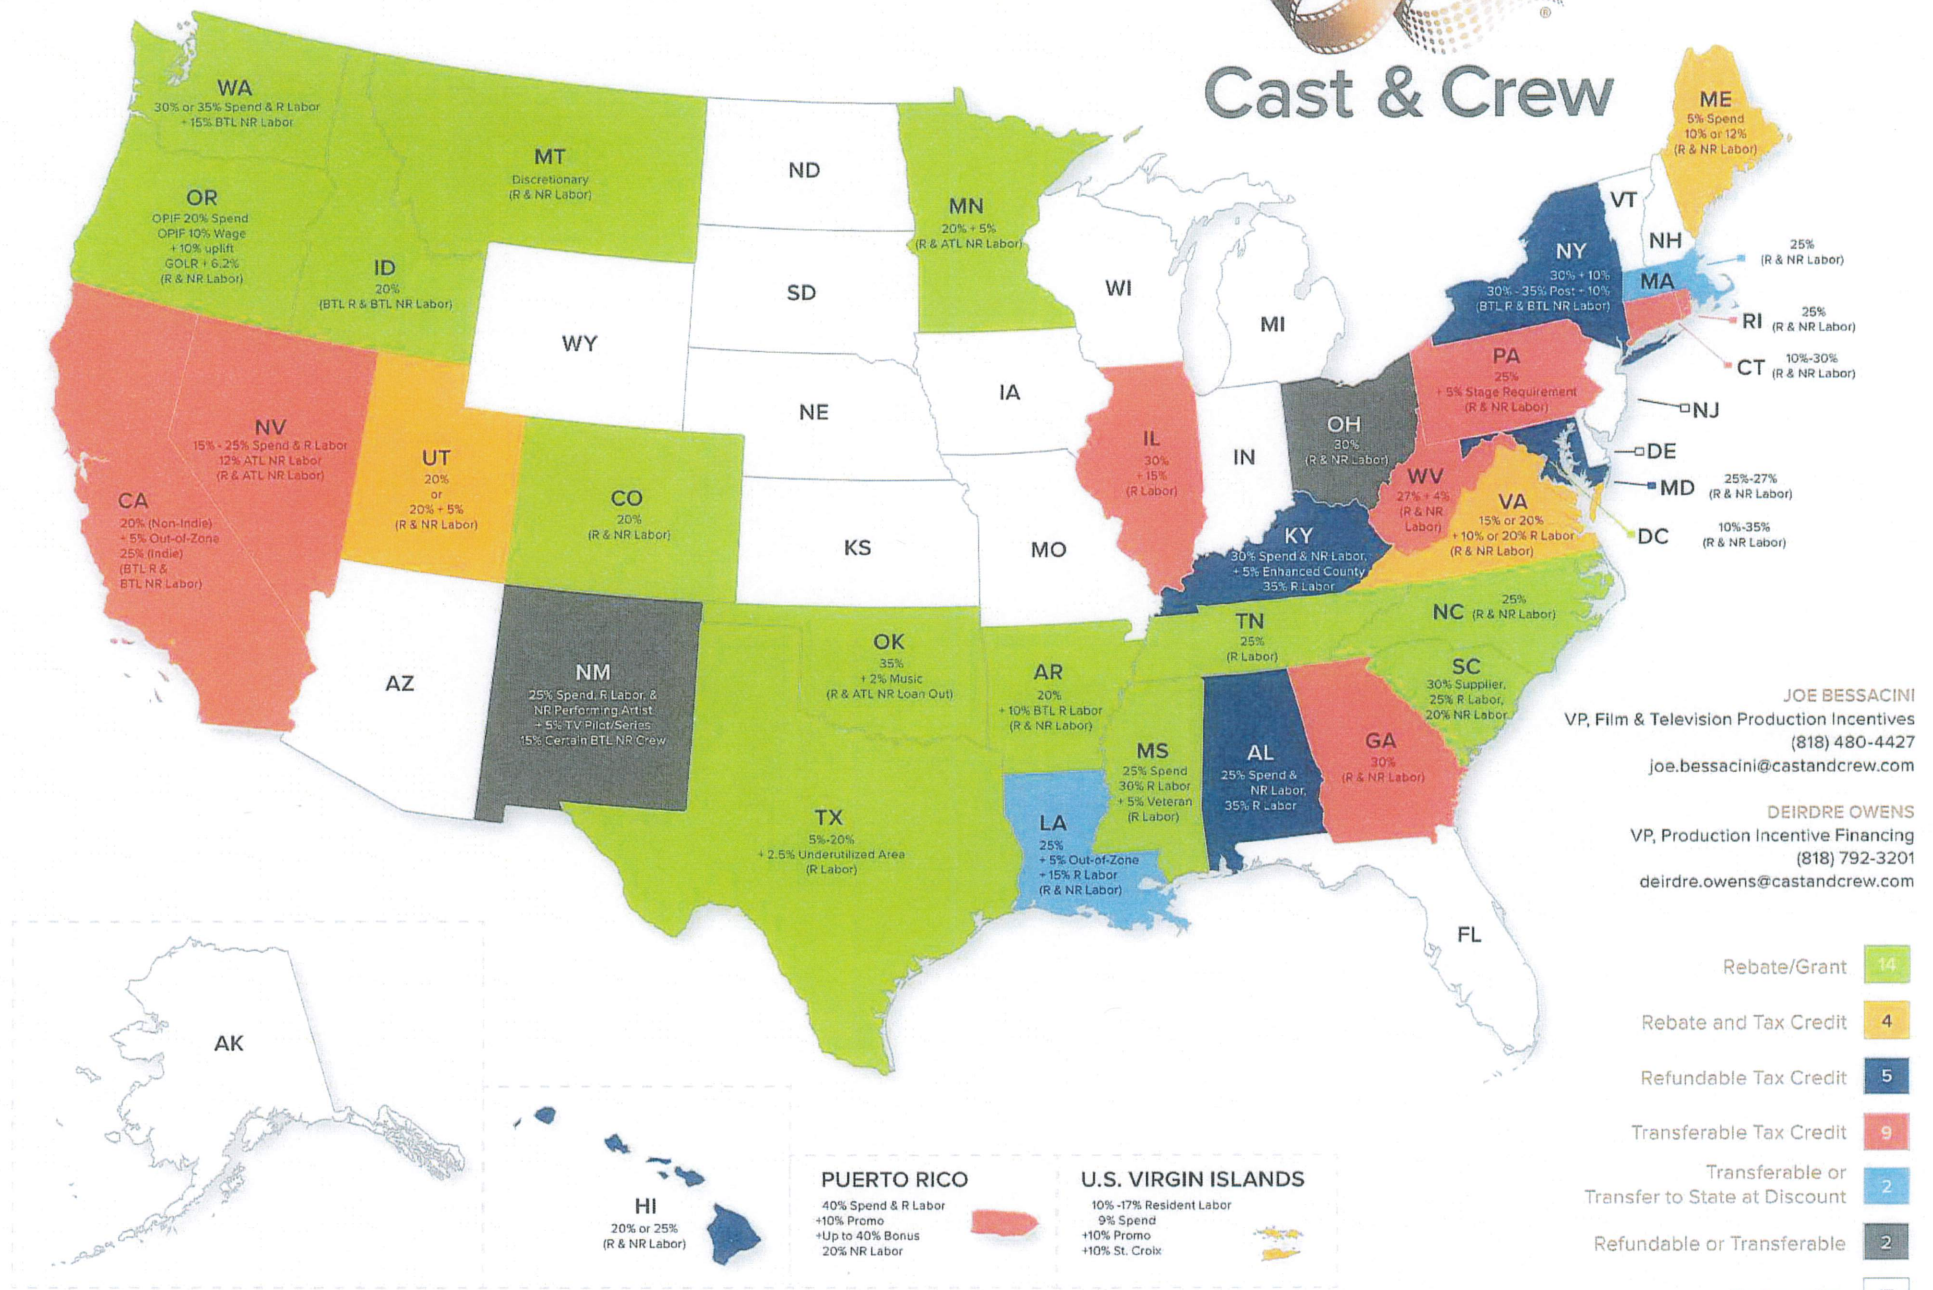 ®
Cast & Crew
WA
30% or 35% Spend & R Labor
+ 15% BTL NR Labor
OR
OPIF 20% Spend
OPIF 10% Wage
+ 10% uplift
GOLR + 6.2%
(R & NR Labor)
ID
20%
(BTL R & BTL NR Labor)
MT
Discretionary
(R & NR Labor)
ND
SD
MN
20% + 5%
(R & ATL NR Labor)
WI
MI
WY
NE
IA
ME
5% Spend
10% or 12%
(R & NR Labor)
VT
NH
NY
30% + 10%
30% - 35% Post + 10%
(BTL R & BTL NR Labor)
MA
25%
(R & NR Labor)
RI
25%
(R & NR Labor)
CT
10%-30%
(R & NR Labor)
PA
25%
+ 5% Stage Requirement
(R & NR Labor)
NJ
DE
MD
25%-27%
(R & NR Labor)
DC
10%-35%
(R & NR Labor)
CA
20% (Non-Indie)
+ 5% Out-of-Zone
25% (Indie)
(BTL R &
BTL NR Labor)
NV
15% - 25% Spend & R Labor
12% ATL NR Labor
(R & ATL NR Labor)
UT
20%
or
20% + 5%
(R & NR Labor)
CO
20%
(R & NR Labor)
KS
MO
IL
30%
+ 15%
(R Labor)
IN
OH
30%
(R & NR Labor)
WV
27% + 4%
(R & NR
Labor)
VA
15% or 20%
+ 10% or 20% R Labor
(R & NR Labor)
KY
30% Spend & NR Labor,
+ 5% Enhanced County
35% R Labor
AZ
NM
25% Spend, R Labor, &
NR Performing Artist
+ 5% TV Pilot/Series
15% Certain BTL NR Crew
OK
35%
+ 2% Music
(R & ATL NR Loan Out)
AR
20%
+ 10% BTL R Labor
(R & NR Labor)
TN
25%
(R Labor)
NC
25%
(R & NR Labor)
SC
30% Supplier,
25% R Labor,
20% NR Labor
TX
5%-20%
+ 2.5% Underutilized Area
(R Labor)
LA
25%
+ 5% Out-of-Zone
+ 15% R Labor
(R & NR Labor)
MS
25% Spend
30% R Labor
+ 5% Veteran
(R Labor)
AL
25% Spend &
NR Labor,
35% R Labor
GA
30%
(R & NR Labor)
FL
JOE BESSACINI
VP, Film & Television Production Incentives
(818) 480-4427
joe.bessacini@castandcrew.com
DEIRDRE OWENS
VP, Production Incentive Financing
(818) 792-3201
deirdre.owens@castandcrew.com
AK
HI
20% or 25%
(R & NR Labor)
PUERTO RICO
40% Spend & R Labor
+10% Promo
+Up to 40% Bonus
20% NR Labor
U.S. VIRGIN ISLANDS
10% -17% Resident Labor
9% Spend
+10% Promo
+10% St. Croix
Rebate/Grant 14
Rebate and Tax Credit 4
Refundable Tax Credit 5
Transferable Tax Credit 9
Transferable or
Transfer to State at Discount 2
Refundable or Transferable 2